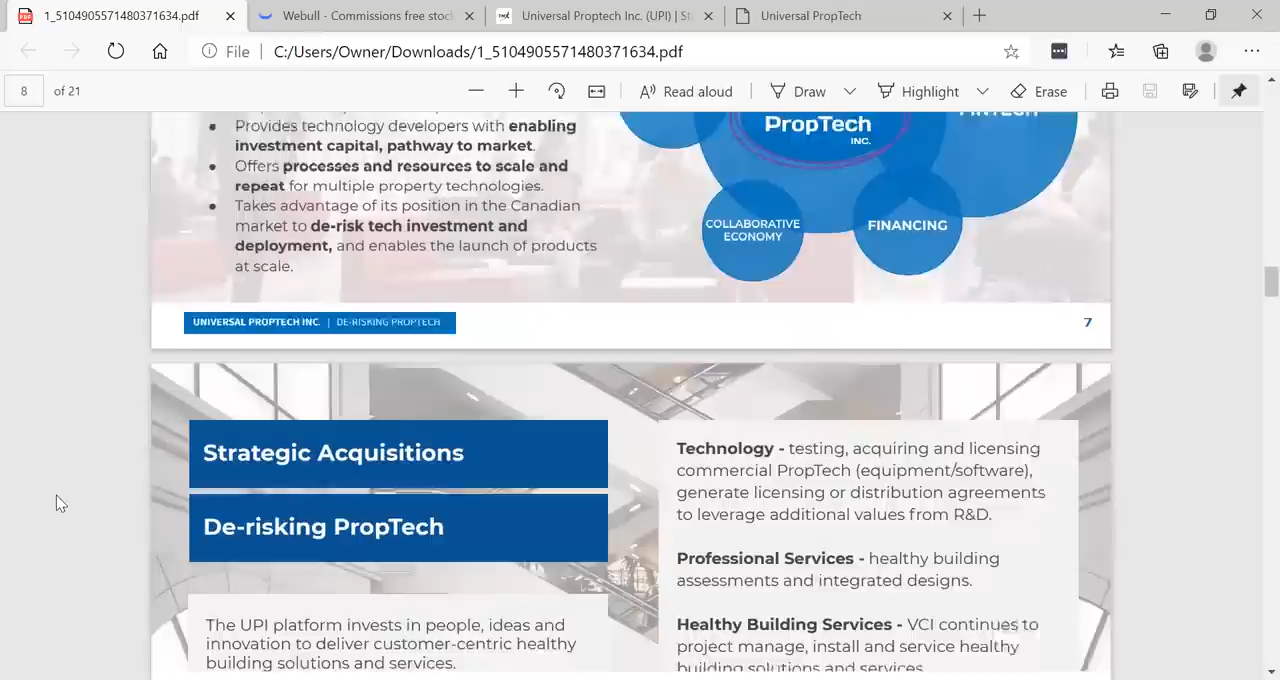 1_5104905571480371634.pdf
Webull - Commissions free stoc
Universal Proptech Inc. (UPI) | St
Universal PropTech
File
C:/Users/Owner/Downloads/1_5104905571480371634.pdf
8 of 21
Read aloud
Draw
Highlight
Erase
• Provides technology developers with enabling
investment capital, pathway to market.
• Offers processes and resources to scale and
repeat for multiple property technologies.
• Takes advantage of its position in the Canadian
market to de-risk tech investment and
deployment, and enables the launch of products
at scale.
PropTech
INC.
FINTECH
COLLABORATIVE
ECONOMY
FINANCING
UNIVERSAL PROPTECH INC. | DE-RISKING PROPTECH
7
Strategic Acquisitions
De-risking PropTech
The UPI platform invests in people, ideas and
innovation to deliver customer-centric healthy
building solutions and services.
Technology - testing, acquiring and licensing
commercial PropTech (equipment/software),
generate licensing or distribution agreements
to leverage additional values from R&D.
Professional Services - healthy building
assessments and integrated designs.
Healthy Building Services - VCI continues to
project manage, install and service healthy
building solutions and services